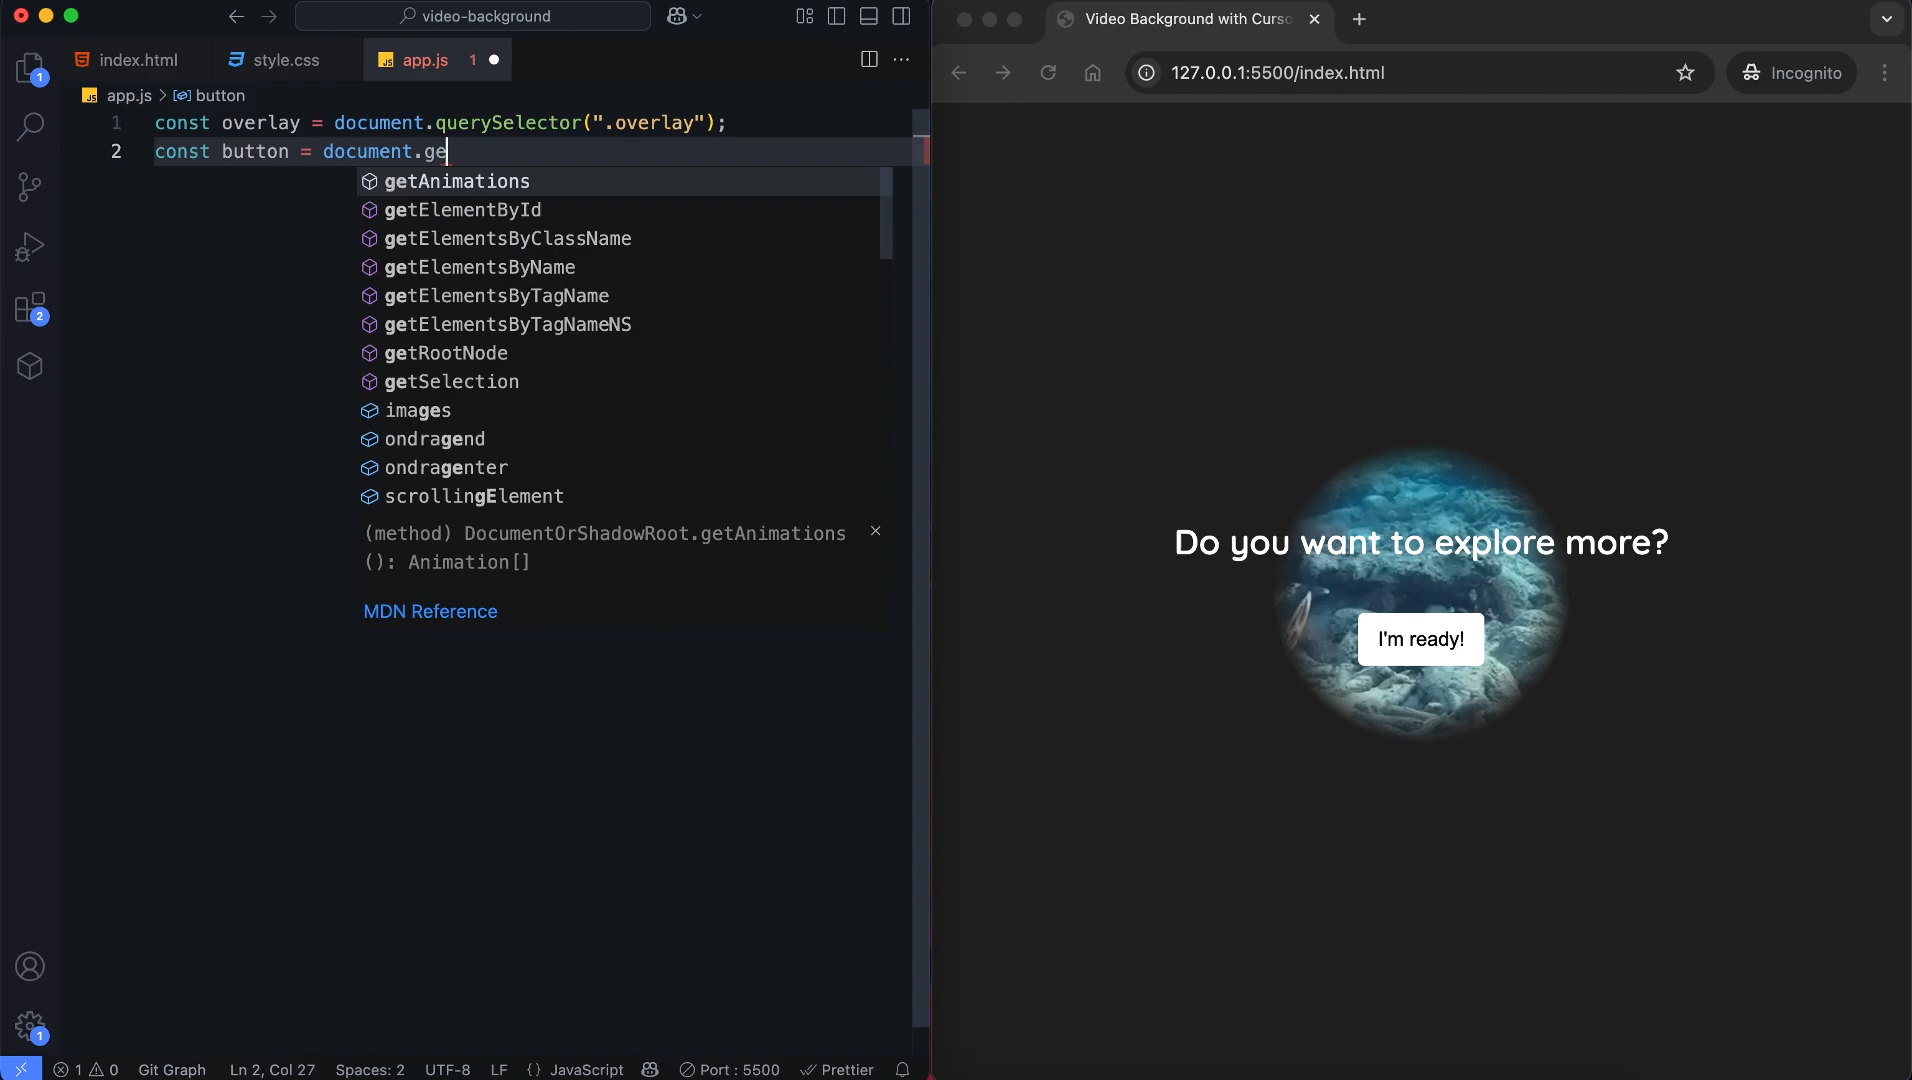 video-background
index.html
style.css
app.js 1
app.js > button
1 const overlay = document.querySelector(".overlay");
2 const button = document.ge
getAnimations
getElementById
getElementsByClassName
getElementsByName
getElementsByTagName
getElementsByTagNameNS
getRootNode
getSelection
images
ondragend
ondragenter
scrollingElement
(method) DocumentOrShadowRoot.getAnimations
(): Animation[]
MDN Reference
1
2
1
1 0 Git Graph Ln 2, Col 27 Spaces: 2 UTF-8 LF {} JavaScript Port : 5500 Prettier
Video Background with Curso
127.0.0.1:5500/index.html
Incognito
Do you want to explore more?
I'm ready!